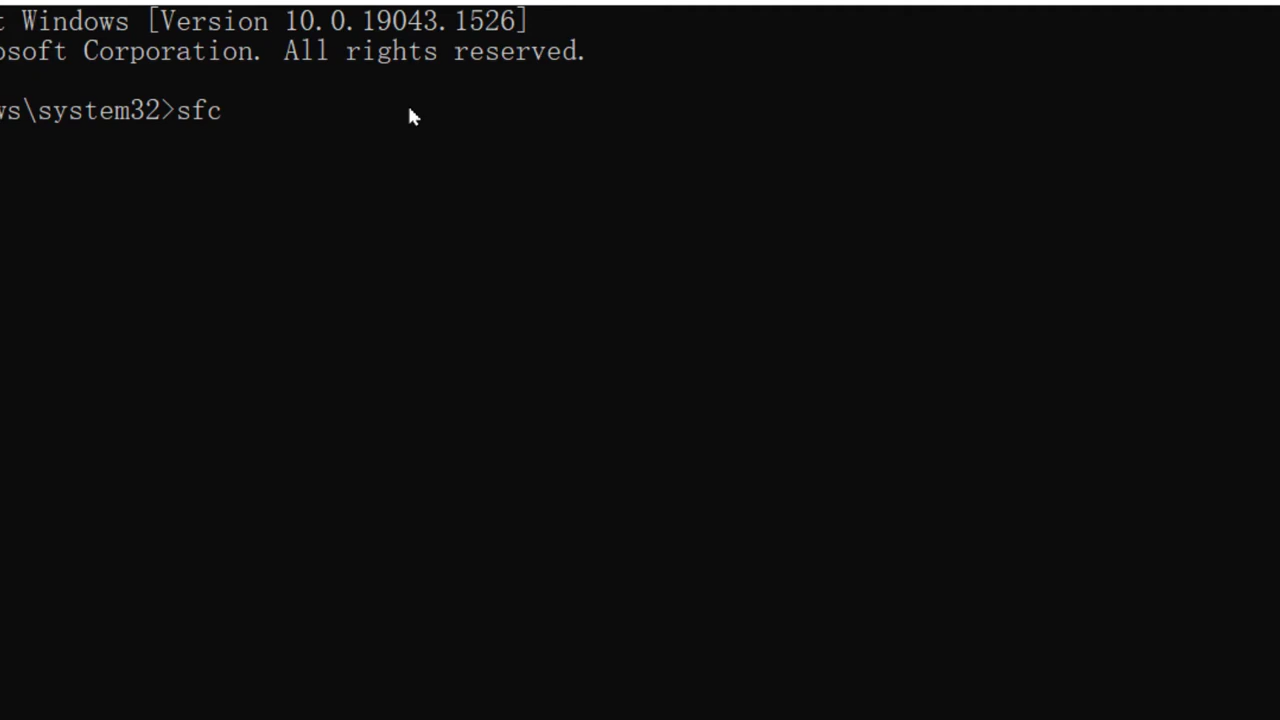 Windows [Version 10.0.19043.1526]
osoft Corporation. All rights reserved.
ws\system32>sfc